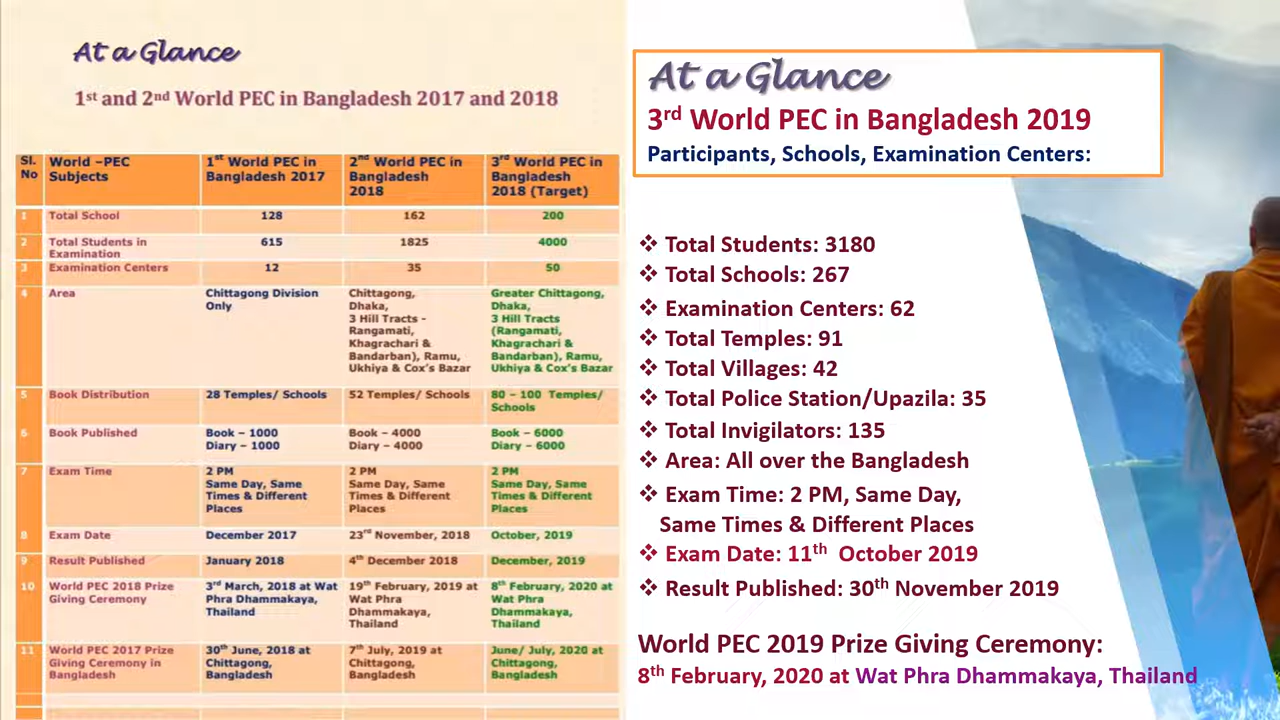 At a Glance
1st and 2nd World PEC in Bangladesh 2017 and 2018
Sl. No | World –PEC Subjects | 1st World PEC in Bangladesh 2017 | 2nd World PEC in Bangladesh 2018 | 3rd World PEC in Bangladesh 2018 (Target)
1 | Total School | 128 | 162 | 200
2 | Total Students in Examination | 615 | 1825 | 4000
3 | Examination Centers | 12 | 35 | 50
4 | Area | Chittagong Division Only | Chittagong, Dhaka, 3 Hill Tracts - Rangamati, Khagrachari & Bandarban), Ramu, Ukhiya & Cox's Bazar | Greater Chittagong, Dhaka, 3 Hill Tracts (Rangamati, Khagrachari & Bandarban), Ramu, Ukhiya & Cox's Bazar
5 | Book Distribution | 28 Temples/ Schools | 52 Temples/ Schools | 80 – 100 Temples/ Schools
6 | Book Published | Book – 1000 Diary – 1000 | Book – 4000 Diary – 4000 | Book – 6000 Diary – 6000
7 | Exam Time | 2 PM Same Day, Same Times & Different Places | 2 PM Same Day, Same Times & Different Places | 2 PM Same Day, Same Times & Different Places
8 | Exam Date | December 2017 | 23rd November, 2018 | October, 2019
9 | Result Published | January 2018 | 4th December 2018 | December, 2019
10 | World PEC 2018 Prize Giving Ceremony | 3rd March, 2018 at Wat Phra Dhammakaya, Thailand | 19th February, 2019 at Wat Phra Dhammakaya, Thailand | 8th February, 2020 at Wat Phra Dhammakaya, Thailand
11 | World PEC 2017 Prize Giving Ceremony in Bangladesh | 30th June, 2018 at Chittagong, Bangladesh | 7th July, 2019 at Chittagong, Bangladesh | June/ July, 2020 at Chittagong, Bangladesh
At a Glance
3rd World PEC in Bangladesh 2019
Participants, Schools, Examination Centers:
❖ Total Students: 3180
❖ Total Schools: 267
❖ Examination Centers: 62
❖ Total Temples: 91
❖ Total Villages: 42
❖ Total Police Station/Upazila: 35
❖ Total Invigilators: 135
❖ Area: All over the Bangladesh
❖ Exam Time: 2 PM, Same Day,
Same Times & Different Places
❖ Exam Date: 11th October 2019
❖ Result Published: 30th November 2019
World PEC 2019 Prize Giving Ceremony:
8th February, 2020 at Wat Phra Dhammakaya, Thailand